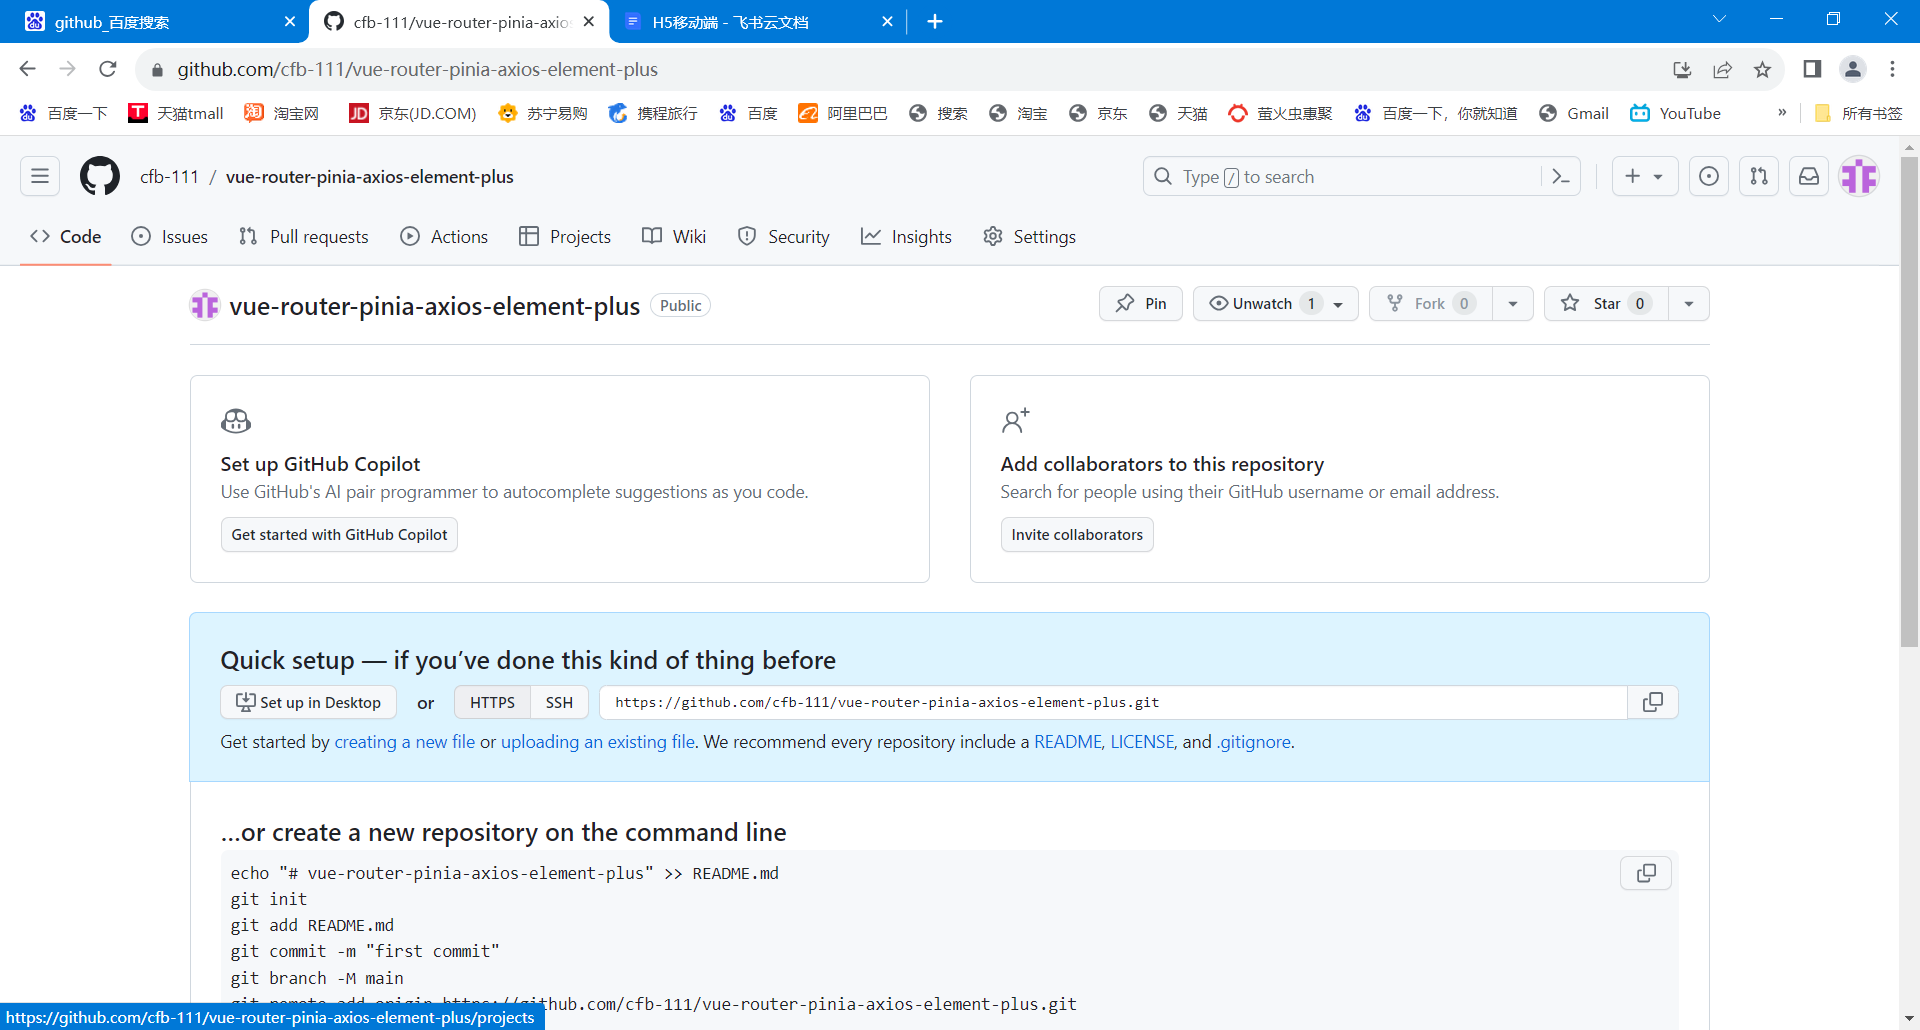 github_百度搜索
cfb-111/vue-router-pinia-axios
H5移动端 - 飞书云文档
github.com/cfb-111/vue-router-pinia-axios-element-plus
百度一下 天猫tmall 淘宝网 京东(JD.COM) 苏宁易购 携程旅行 百度 阿里巴巴 搜索 淘宝 京东 天猫 萤火虫惠聚 百度一下，你就知道 Gmail YouTube » 所有书签
cfb-111 / vue-router-pinia-axios-element-plus
Type / to search
Code Issues Pull requests Actions Projects Wiki Security Insights Settings
vue-router-pinia-axios-element-plus Public
Pin Unwatch 1 Fork 0 Star 0
Set up GitHub Copilot
Use GitHub's AI pair programmer to autocomplete suggestions as you code.
Get started with GitHub Copilot
Add collaborators to this repository
Search for people using their GitHub username or email address.
Invite collaborators
Quick setup — if you’ve done this kind of thing before
Set up in Desktop or HTTPS SSH https://github.com/cfb-111/vue-router-pinia-axios-element-plus.git
Get started by creating a new file or uploading an existing file. We recommend every repository include a README, LICENSE, and .gitignore.
…or create a new repository on the command line
echo "# vue-router-pinia-axios-element-plus" >> README.md
git init
git add README.md
git commit -m "first commit"
git branch -M main
git remote add origin https://github.com/cfb-111/vue-router-pinia-axios-element-plus.git
https://github.com/cfb-111/vue-router-pinia-axios-element-plus/projects